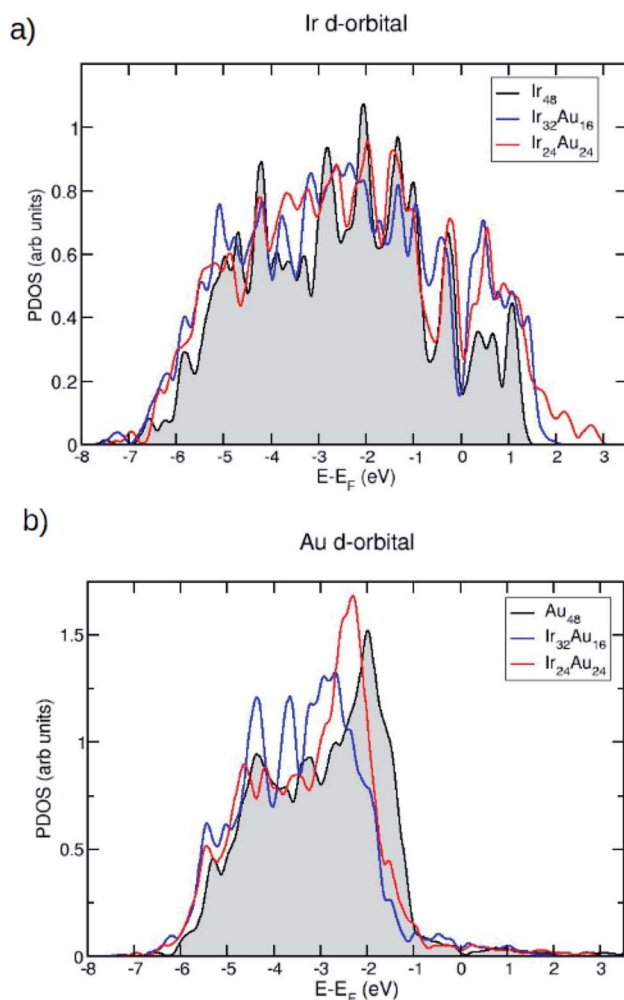 a)
Ir d-orbital
Ir48
Ir32Au16
Ir24Au24
PDOS (arb units)
1
0.8
0.6
0.4
0.2
0
-8 -7 -6 -5 -4 -3 -2 -1 0 1 2 3
E-EF (eV)
b)
Au d-orbital
Au48
Ir32Au16
Ir24Au24
PDOS (arb units)
1.5
1
0.5
0
-8 -7 -6 -5 -4 -3 -2 -1 0 1 2 3
E-EF (eV)